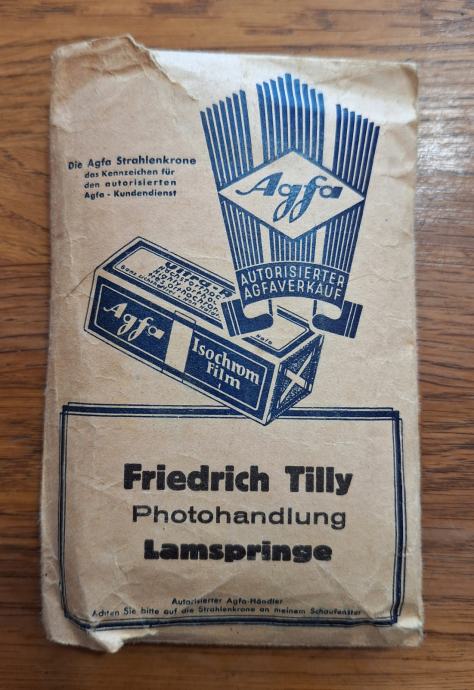 Die Agfa Strahlenkrone
das Kennzeichen für
den autorisierten
Agfa - Kundendienst
Agfa
AUTORISIERTER
AGFAVERKAUF
Agfa
Isochrom
Film
Friedrich Tilly
Photohandlung
Lamspringe
Autorisierter Agfa-Händler
Achten Sie bitte auf die Strahlenkrone an meinem Schaufenster